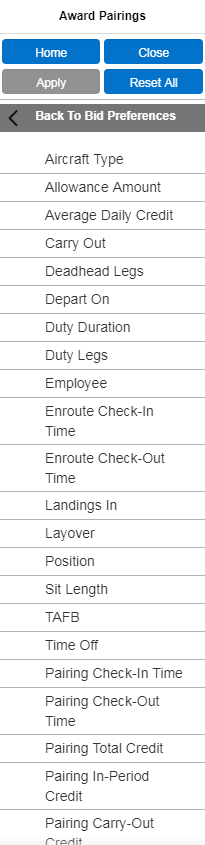 Award Pairings
Home
Close
Apply
Reset All
Back To Bid Preferences
Aircraft Type
Allowance Amount
Average Daily Credit
Carry Out
Deadhead Legs
Depart On
Duty Duration
Duty Legs
Employee
Enroute Check-In
Time
Enroute Check-Out
Time
Landings In
Layover
Position
Sit Length
TAFB
Time Off
Pairing Check-In Time
Pairing Check-Out
Time
Pairing Total Credit
Pairing In-Period
Credit
Pairing Carry-Out
Credit